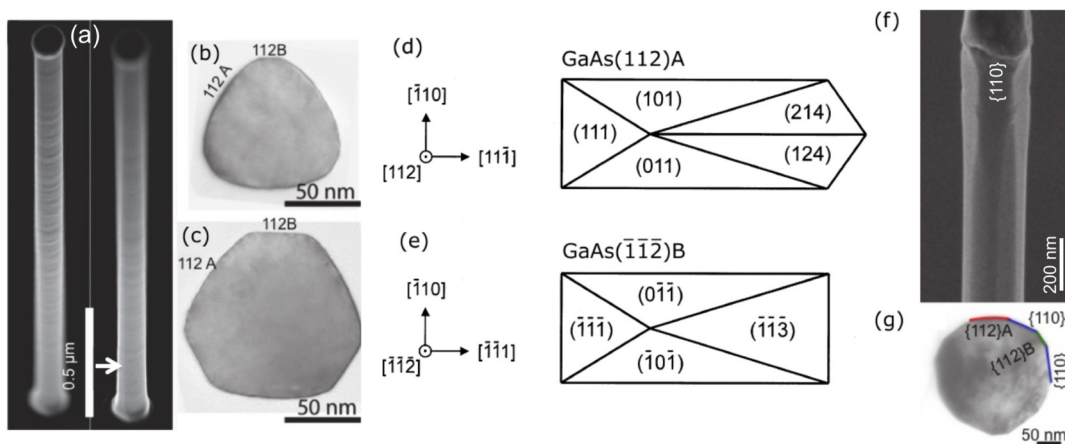 (a)
0.5 µm
(b)
112 A
112B
50 nm
(c)
112 A
112B
50 nm
(d)
[1̅10]
[112]
[111̅]
GaAs(112)A
(101)
(111)
(011)
(214)
(124)
(e)
[1̅10]
[1̅1̅2̅]
[1̅1̅1]
GaAs(1̅1̅2̅)B
(01̅1̅)
(1̅1̅1̅)
(1̅1̅3̅)
(1̅01̅)
(f)
{110}
200 nm
(g)
{112}A
{110}
{112}B
{110}
50 nm